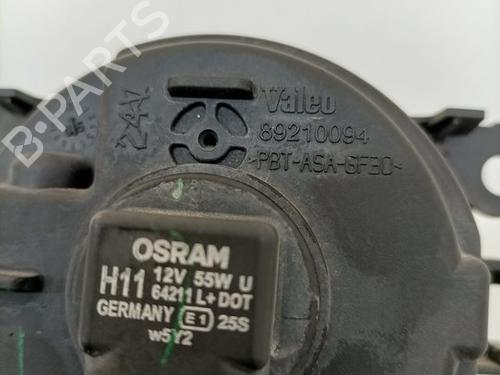 B-PARTS
Valeo
89210094
>PBT-ASA-GF30<
OSRAM
H11 12V 55W U
64211 L+ DOT
GERMANY E1 25S
w5Y2